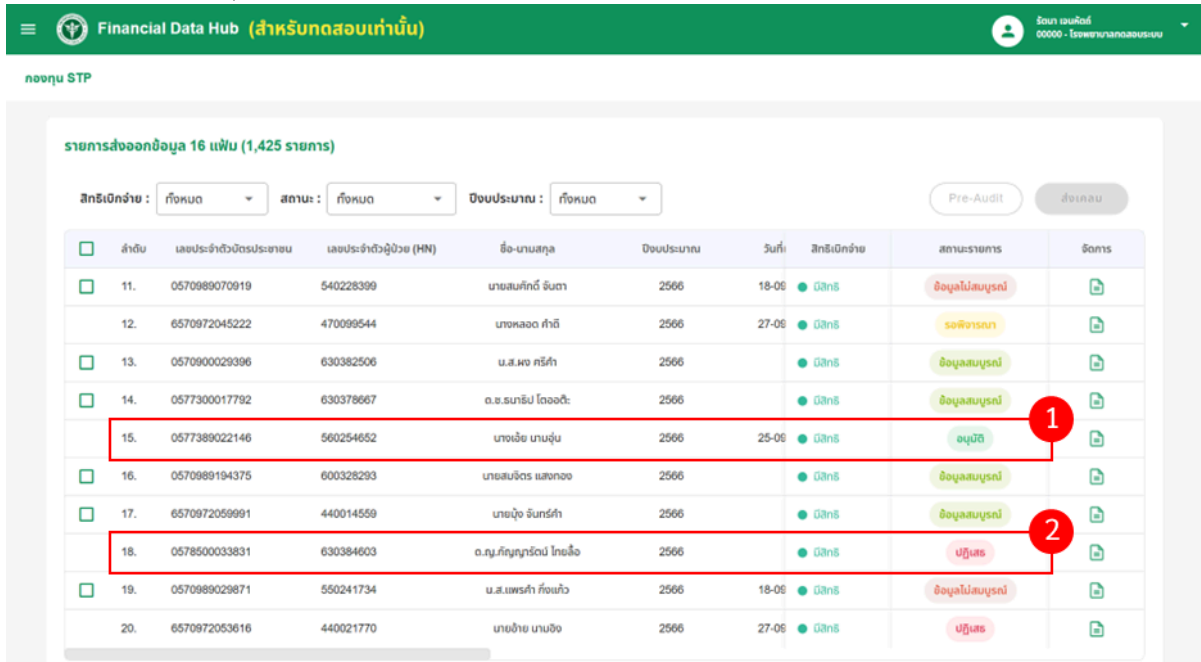 Financial Data Hub (สำหรับทดสอบเท่านั้น)
รัตนา เจนหัตถ์
00000 - โรงพยาบาลทดสอบระบบ
กองทุน STP
รายการส่งออกข้อมูล 16 แฟ้ม (1,425 รายการ)
สิทธิเบิกจ่าย : ทั้งหมด สถานะ : ทั้งหมด ปีงบประมาณ : ทั้งหมด Pre-Audit ส่งเคลม
ลำดับ เลขประจำตัวบัตรประชาชน เลขประจำตัวผู้ป่วย (HN) ชื่อ-นามสกุล ปีงบประมาณ วันที่ สิทธิเบิกจ่าย สถานะรายการ จัดการ
11. 0570989070919 540228399 นายสมศักดิ์ จันตา 2566 18-09 มีสิทธิ ข้อมูลไม่สมบูรณ์
12. 6570972045222 470099544 นางหลอด คำดี 2566 27-09 มีสิทธิ รอพิจารณา
13. 0570900029396 630382506 น.ส.ผง ศรีคำ 2566 มีสิทธิ ข้อมูลสมบูรณ์
14. 0577300017792 630378667 ด.ช.ธนาธิป โตออติ: 2566 มีสิทธิ ข้อมูลสมบูรณ์
1
15. 0577389022146 560254652 นางเอ้ย นามอุ่น 2566 25-09 มีสิทธิ อนุมัติ
16. 0570989194375 600328293 นายสมจิตร แสงทอง 2566 มีสิทธิ ข้อมูลสมบูรณ์
17. 6570972059991 440014559 นายบุ้ง จันทร์คำ 2566 มีสิทธิ ข้อมูลสมบูรณ์
2
18. 0578500033831 630384603 ด.ญ.กัญญารัตน์ ไทยลื้อ 2566 มีสิทธิ ปฏิเสธ
19. 0570989029871 550241734 น.ส.แพรคำ กิ่งแก้ว 2566 18-09 มีสิทธิ ข้อมูลไม่สมบูรณ์
20. 6570972053616 440021770 นายอ้าย นามอิง 2566 27-09 มีสิทธิ ปฏิเสธ